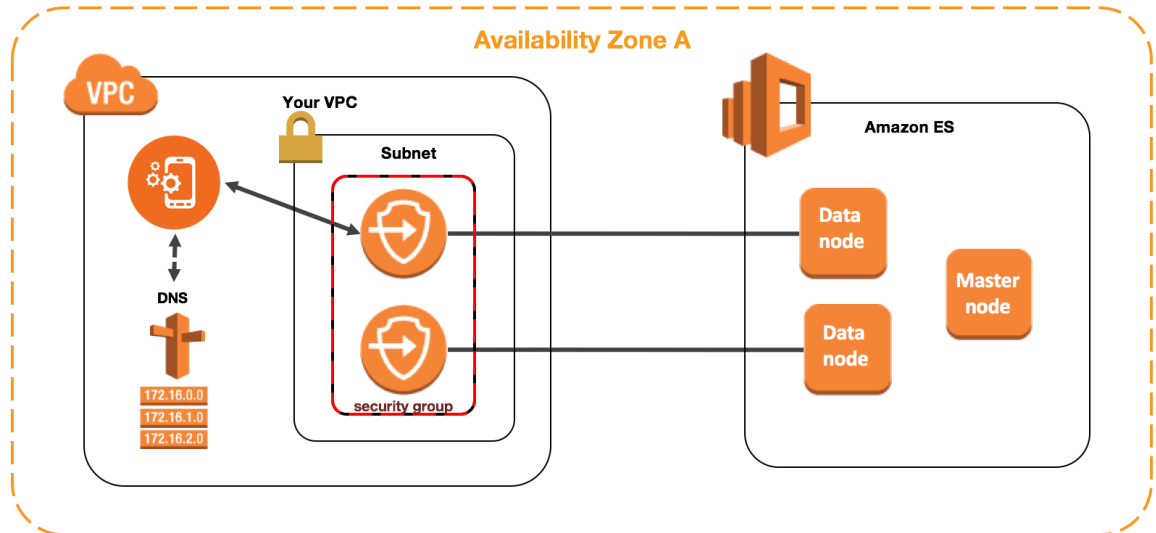 Availability Zone A
VPC
Your VPC
Amazon ES
Subnet
Data
node
Master
node
DNS
Data
node
172.16.0.0
172.16.1.0
172.16.2.0
security group